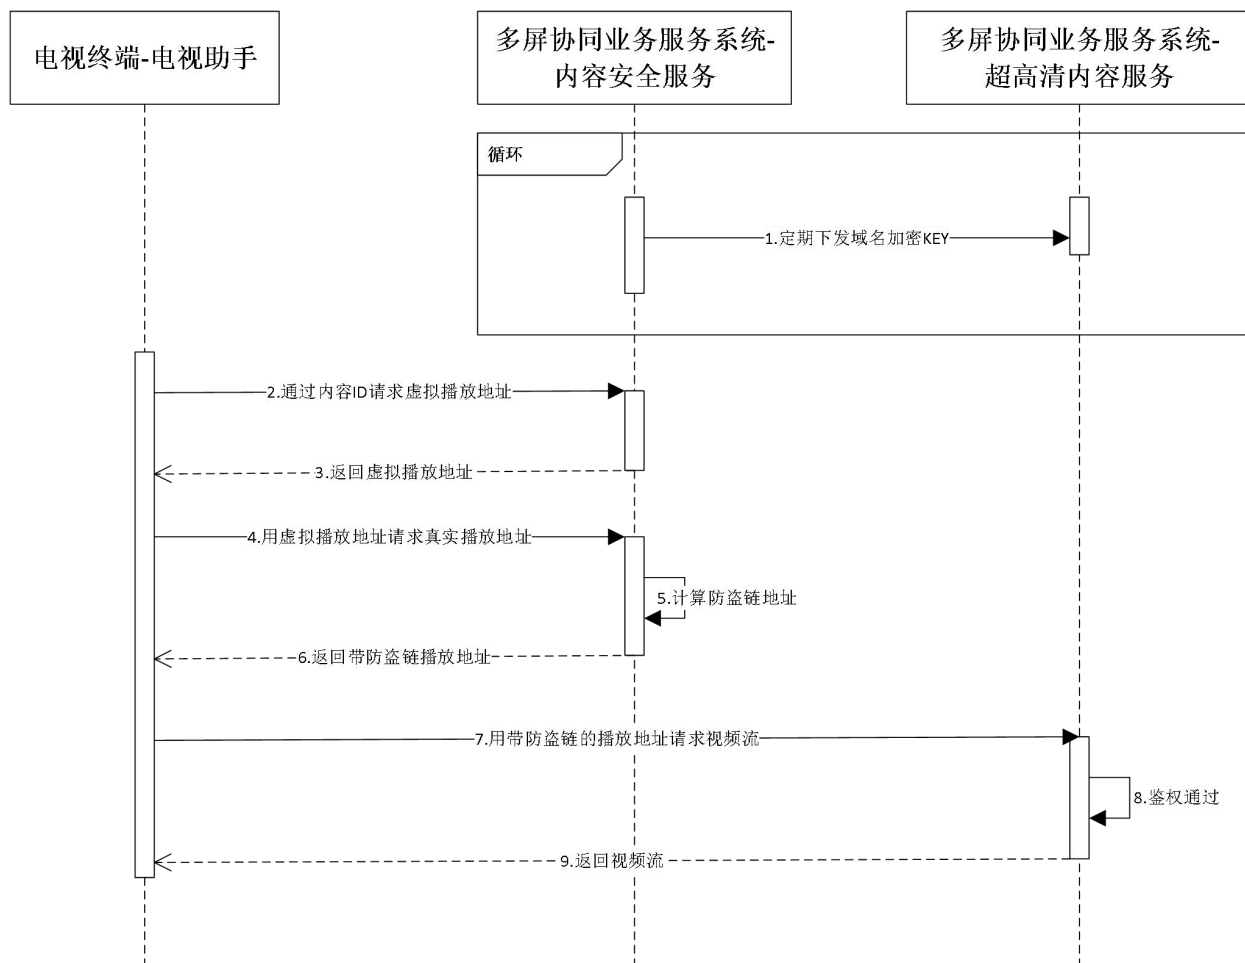 电视终端-电视助手
多屏协同业务服务系统-
内容安全服务
多屏协同业务服务系统-
超高清内容服务
循环
1.定期下发域名加密KEY
2.通过内容ID请求虚拟播放地址
3.返回虚拟播放地址
4.用虚拟播放地址请求真实播放地址
5.计算防盗链地址
6.返回带防盗链播放地址
7.用带防盗链的播放地址请求视频流
8.鉴权通过
9.返回视频流